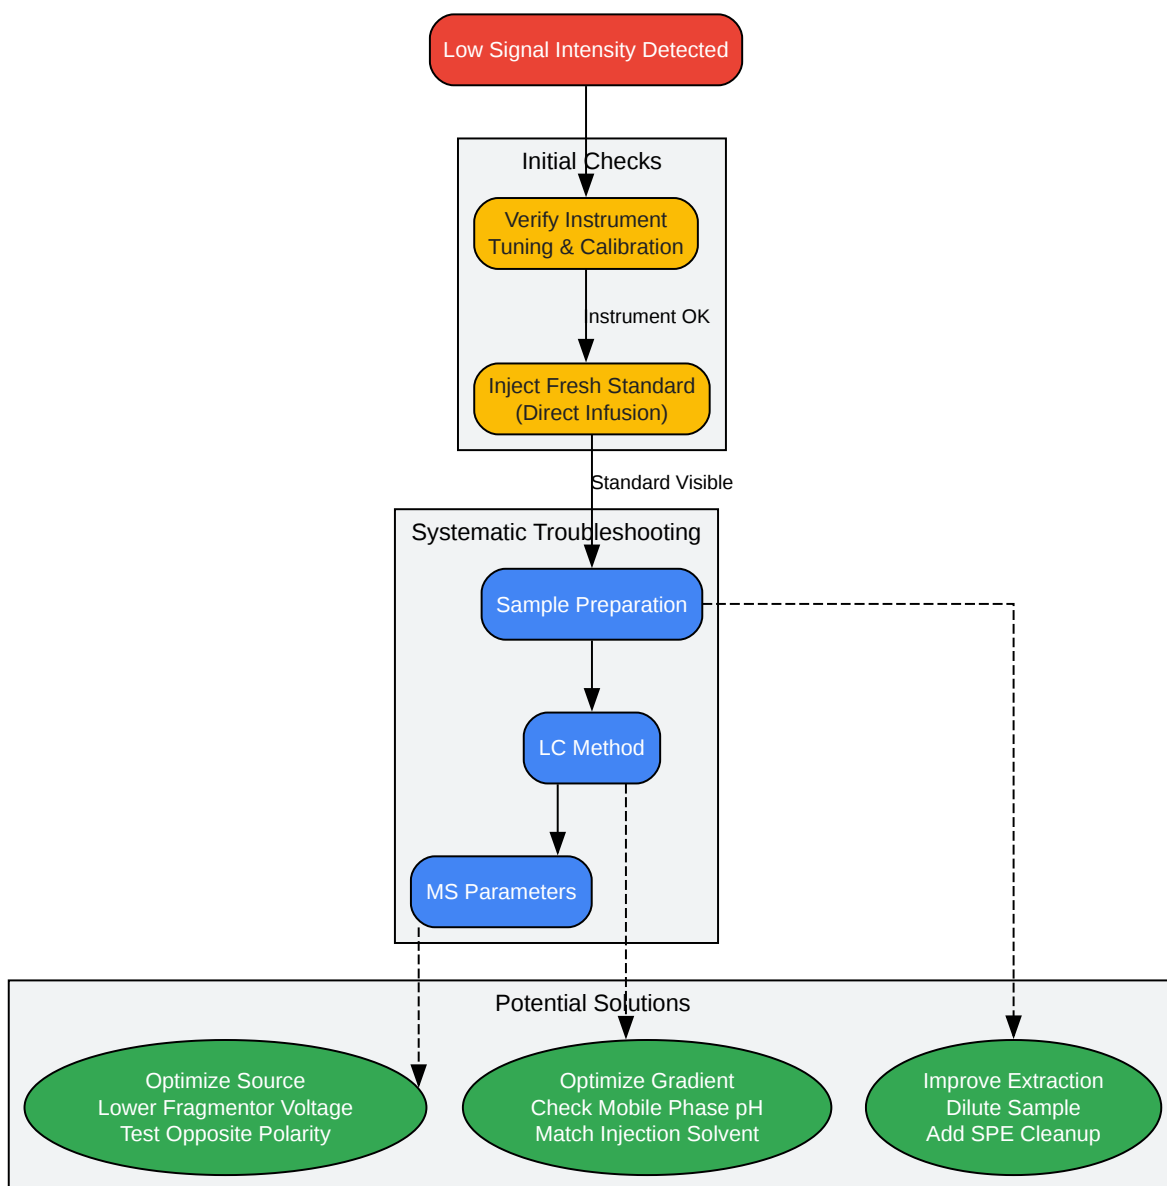 Low Signal Intensity Detected
Initial Checks
Verify Instrument
Tuning & Calibration
Instrument OK
Inject Fresh Standard
(Direct Infusion)
Standard Visible
Systematic Troubleshooting
Sample Preparation
LC Method
MS Parameters
Potential Solutions
Optimize Source
Lower Fragmentor Voltage
Test Opposite Polarity
Optimize Gradient
Check Mobile Phase pH
Match Injection Solvent
Improve Extraction
Dilute Sample
Add SPE Cleanup